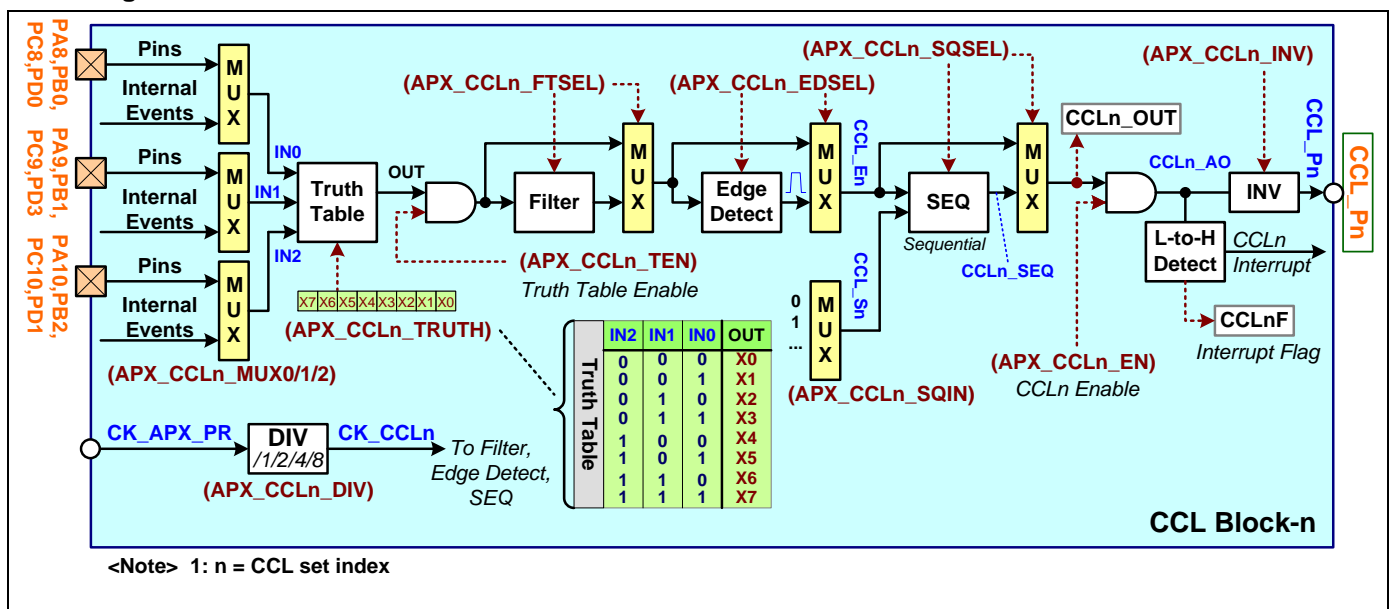 PA8,PB0,
PC8,PD0
PA9,PB1,
PC9,PD3
PA10,PB2,
PC10,PD1
Pins
Internal
Events
MUX
Pins
Internal
Events
MUX
Pins
Internal
Events
MUX
(APX_CCLn_MUX0/1/2)
IN0
IN1
IN2
Truth
Table
OUT
X7 X6 X5 X4 X3 X2 X1 X0
(APX_CCLn_TRUTH)
(APX_CCLn_TEN)
Truth Table Enable
(APX_CCLn_FTSEL)
Filter
MUX
(APX_CCLn_EDSEL)
Edge
Detect
MUX
CCL_En
(APX_CCLn_SQSEL)
SEQ
Sequential
CCLn_SEQ
MUX
CCL_Sn
0
1
...
MUX
(APX_CCLn_SQIN)
CCLn_OUT
(APX_CCLn_EN)
CCLn Enable
CCLn_AO
(APX_CCLn_INV)
INV
CCL_Pn
CCL_Pn
L-to-H
Detect
CCLn
Interrupt
CCLnF
Interrupt Flag
CK_APX_PR
DIV
/1/2/4/8
CK_CCLn
(APX_CCLn_DIV)
To Filter,
Edge Detect,
SEQ
Truth Table
IN2 IN1 IN0 OUT
0 0 0 X0
0 0 1 X1
0 1 0 X2
0 1 1 X3
1 0 0 X4
1 0 1 X5
1 1 0 X6
1 1 1 X7
CCL Block-n
<Note> 1: n = CCL set index